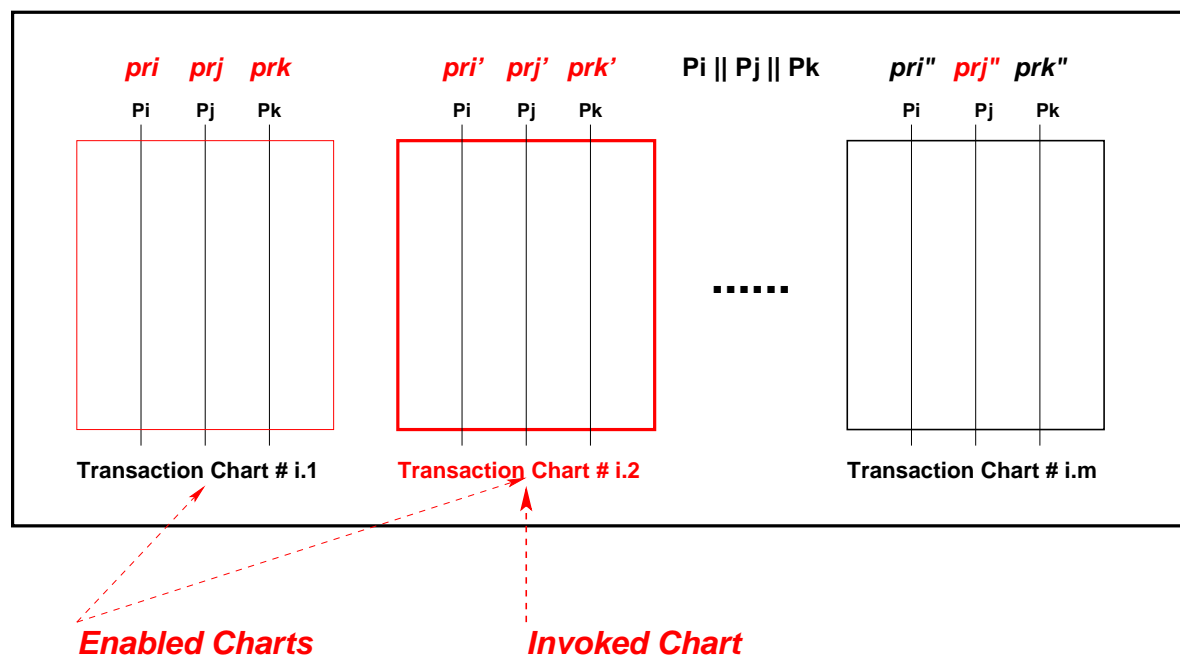 pri prj prk pri’ prj’ prk’ Pi || Pj || Pk pri" prj" prk"
Pi Pj Pk Pi Pj Pk Pi Pj Pk
......
Transaction Chart # i.1 Transaction Chart # i.2 Transaction Chart # i.m
Enabled Charts Invoked Chart